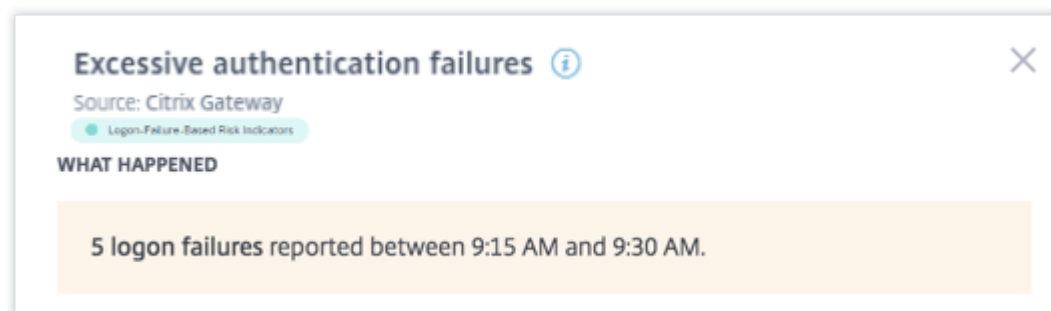 Excessive authentication failures
Source: Citrix Gateway
Logon-Failure-Based Risk Indicators
WHAT HAPPENED
5 logon failures reported between 9:15 AM and 9:30 AM.